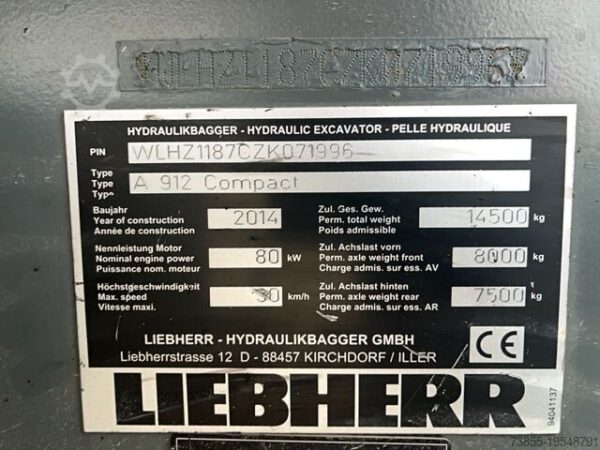 WLHZ1187CZK071996
HYDRAULIKBAGGER - HYDRAULIC EXCAVATOR - PELLE HYDRAULIQUE
PIN WLHZ1187CZK071996
Type
Type A 912 Compact
Type
Baujahr
Year of construction 2014
Année de construction
Zul. Ges. Gew.
Perm. total weight 14500 kg
Poids admissible
Nennleistung Motor
Nominal engine power 80 kW
Puissance nom. moteur
Zul. Achslast vorn
Perm. axle weight front 8000 kg
Charge admis. sur ess. AV
Höchstgeschwindigkeit
Max. speed 30 km/h
Vitesse maxi.
Zul. Achslast hinten
Perm. axle weight rear 7500 kg
Charge admis. sur ess. AR
LIEBHERR - HYDRAULIKBAGGER GMBH
Liebherrstrasse 12 D - 88457 KIRCHDORF / ILLER
CE
LIEBHERR
94041137
73855-19548701